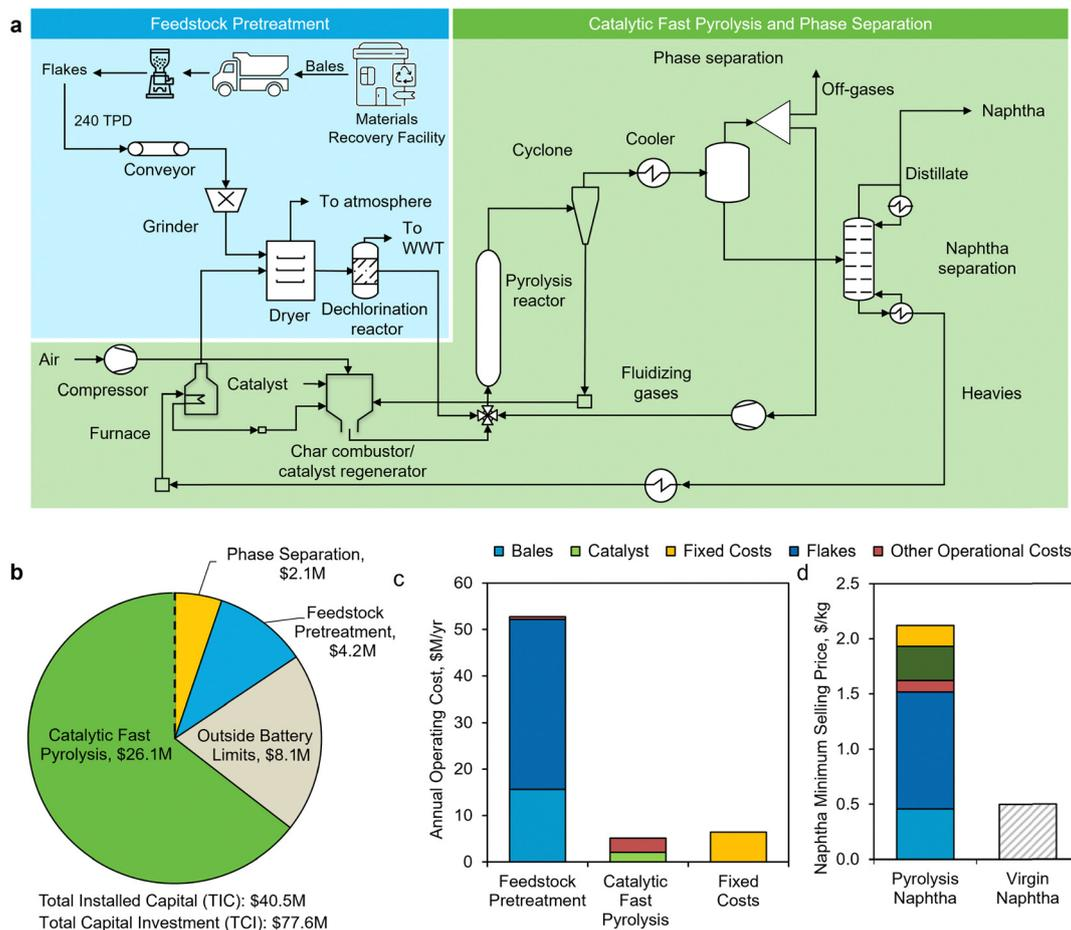 a
Feedstock Pretreatment
Catalytic Fast Pyrolysis and Phase Separation
Flakes
Bales
Materials
Recovery Facility
240 TPD
Conveyor
Grinder
To atmosphere
To
WWT
Dryer
Dechlorination
reactor
Phase separation
Off-gases
Naphtha
Cooler
Cyclone
Distillate
Naphtha
separation
Pyrolysis
reactor
Air
Compressor
Catalyst
Furnace
Char combustor/
catalyst regenerator
Fluidizing
gases
Heavies
b
Phase Separation,
$2.1M
Feedstock
Pretreatment,
$4.2M
Catalytic Fast
Pyrolysis, $26.1M
Outside Battery
Limits, $8.1M
Total Installed Capital (TIC): $40.5M
Total Capital Investment (TCI): $77.6M
Bales
Catalyst
Fixed Costs
Flakes
Other Operational Costs
c
Annual Operating Cost, $M/yr
60
50
40
30
20
10
0
Feedstock
Pretreatment
Catalytic
Fast
Pyrolysis
Fixed
Costs
d
Naphtha Minimum Selling Price, $/kg
2.5
2.0
1.5
1.0
0.5
0.0
Pyrolysis
Naphtha
Virgin
Naphtha